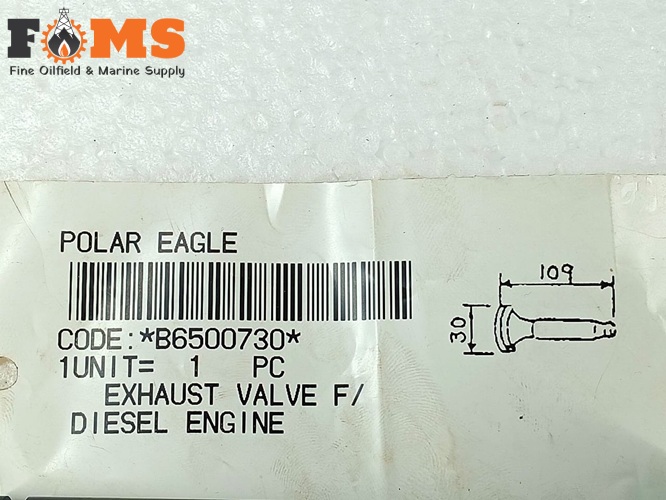 FOMS
Fine Oilfield & Marine Supply
POLAR EAGLE
CODE:*B6500730*
1UNIT= 1 PC
EXHAUST VALVE F/
DIESEL ENGINE
109
30